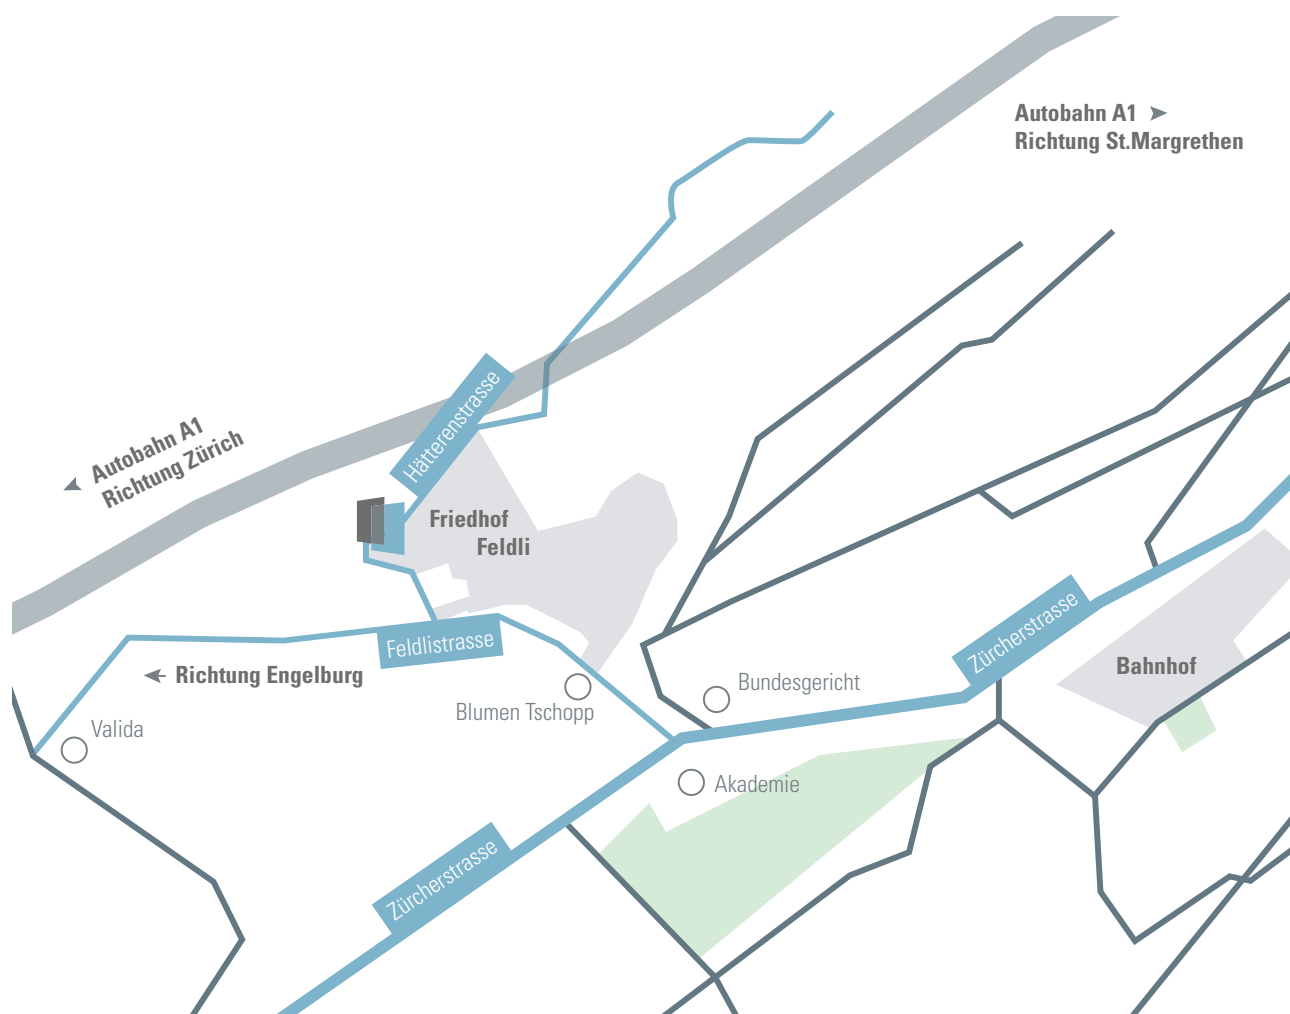 Autobahn A1
Richtung St.Margrethen
Hätterenstrasse
Autobahn A1
Richtung Zürich
Friedhof
Feldli
Feldlistrasse
Zürcherstrasse
Richtung Engelburg
Bahnhof
Bundesgericht
Blumen Tschopp
Valida
Akademie
Zürcherstrasse